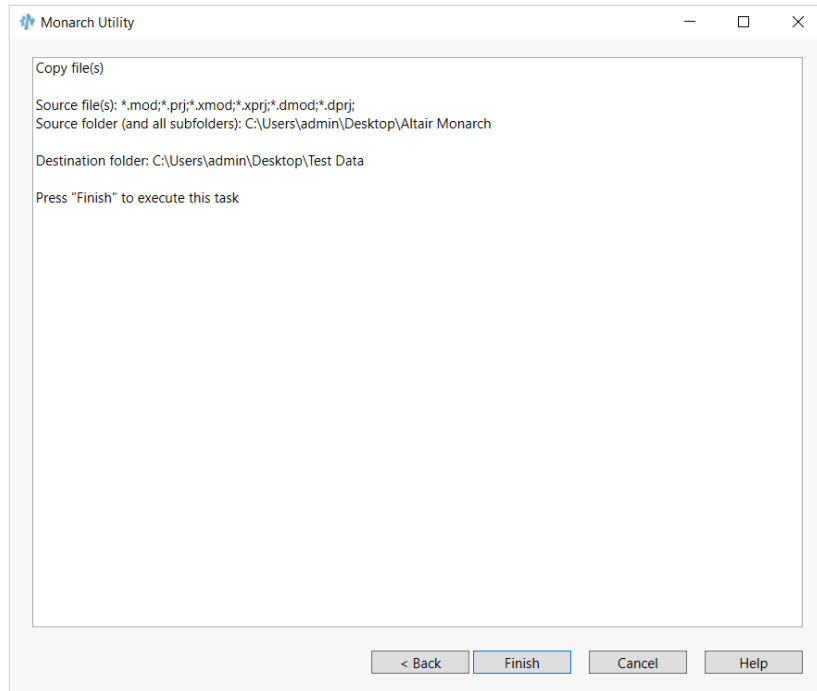 Monarch Utility
Copy file(s)
Source file(s): *.mod;*.prj;*.xmod;*.xprj;*.dmod;*.dprj;
Source folder (and all subfolders): C:\Users\admin\Desktop\Altair Monarch
Destination folder: C:\Users\admin\Desktop\Test Data
Press "Finish" to execute this task
< Back Finish Cancel Help